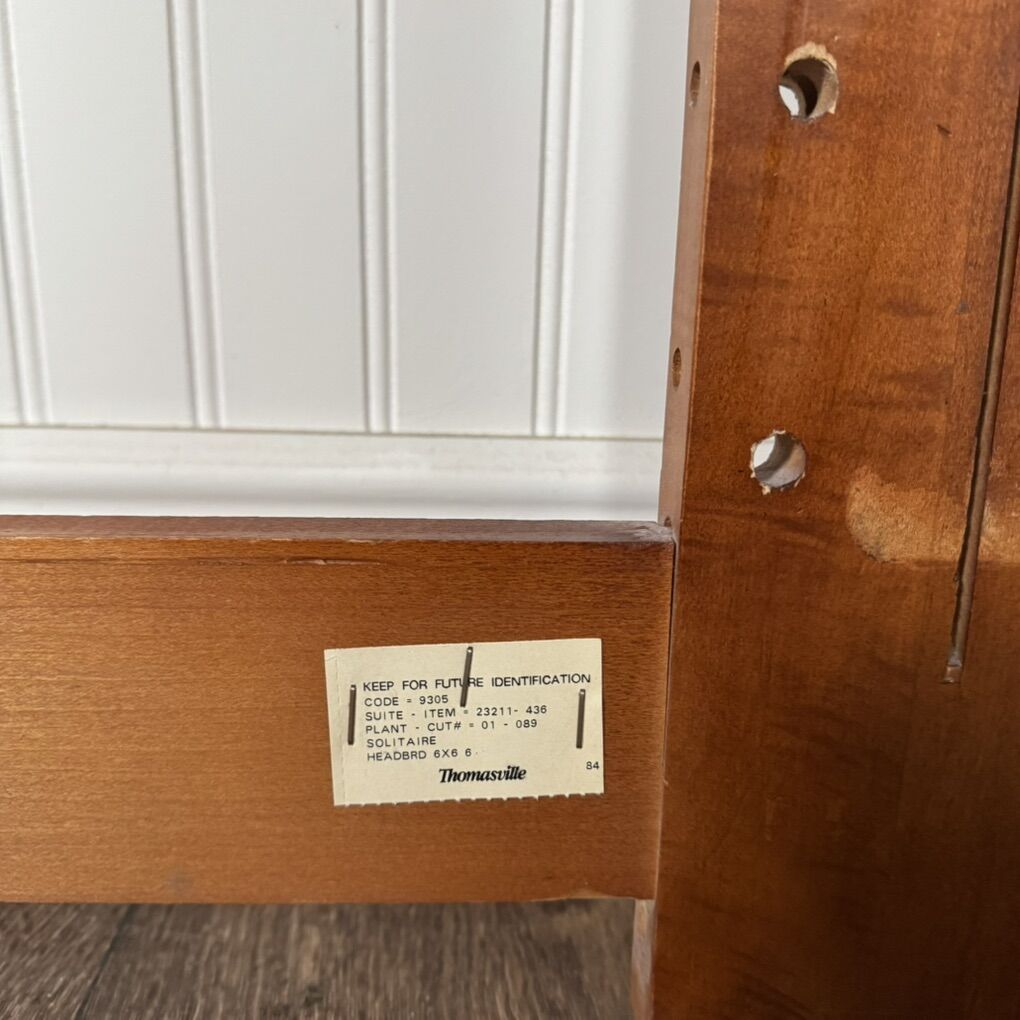 KEEP FOR FUTURE IDENTIFICATION
CODE = 9305
SUITE - ITEM = 23211- 436
PLANT - CUT# = 01 - 089
SOLITAIRE
HEADBRD 6X6 6
84
Thomasville